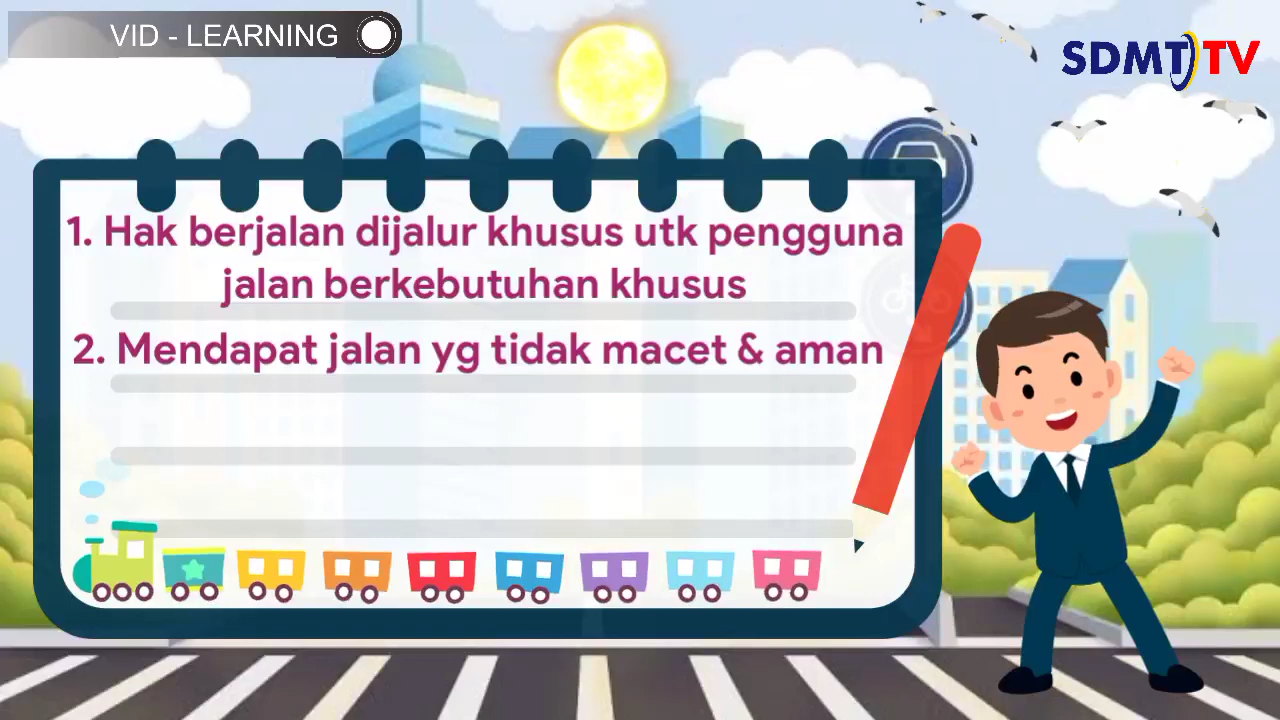 VID - LEARNING
SDMT TV
1. Hak berjalan dijalur khusus utk pengguna
jalan berkebutuhan khusus
2. Mendapat jalan yg tidak macet & aman